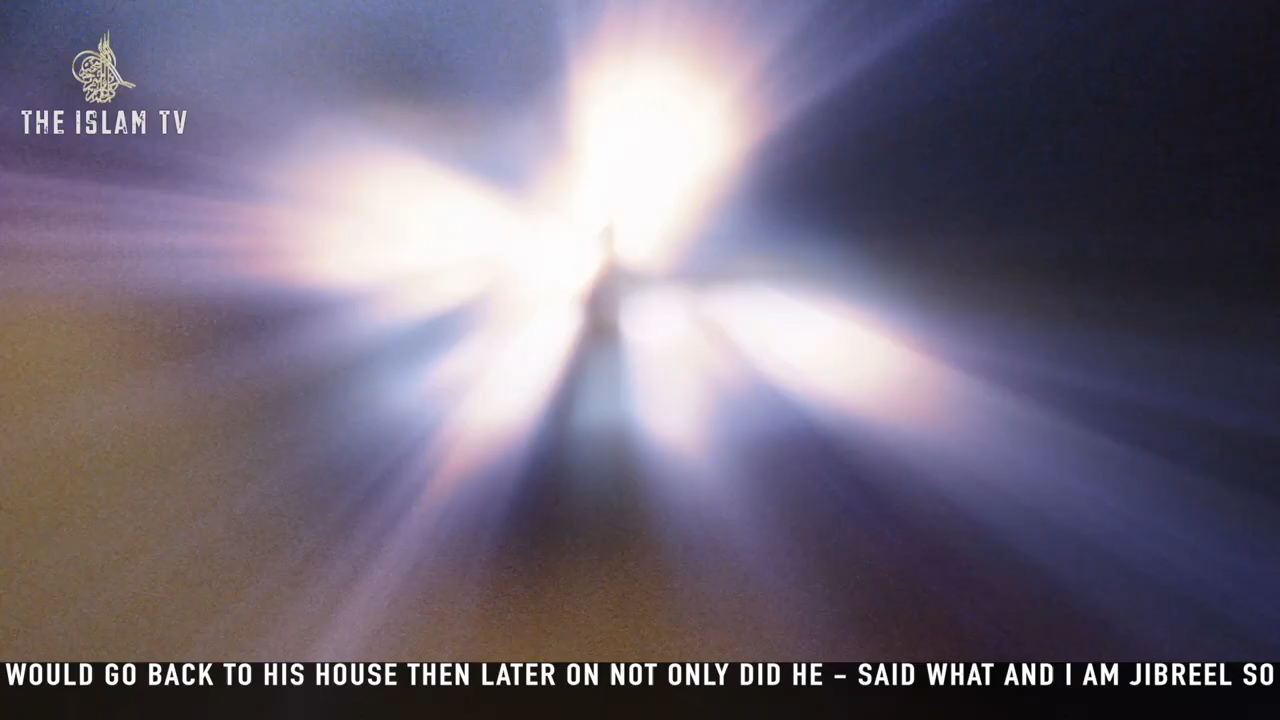 THE ISLAM TV
WOULD GO BACK TO HIS HOUSE THEN LATER ON NOT ONLY DID HE – SAID WHAT AND I AM JIBREEL SO